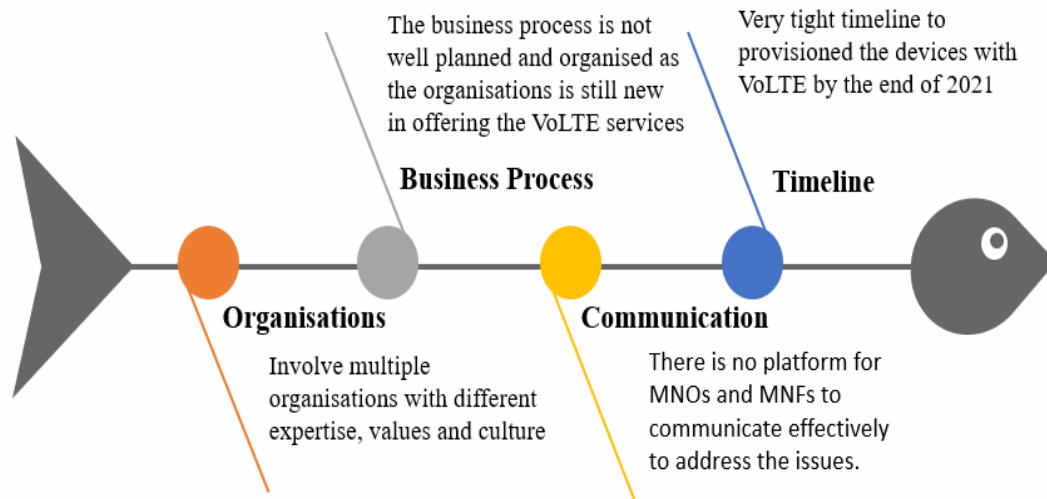 The business process is not
well planned and organised as
the organisations is still new
in offering the VoLTE services
Business Process
Very tight timeline to
provisioned the devices with
VoLTE by the end of 2021
Timeline
Organisations
Involve multiple
organisations with different
expertise, values and culture
Communication
There is no platform for
MNOs and MNFs to
communicate effectively
to address the issues.